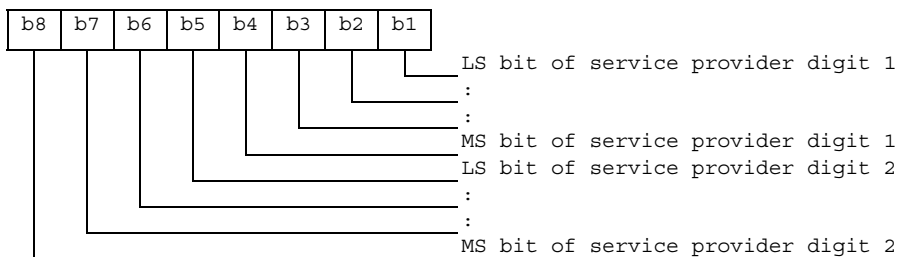 b8 b7 b6 b5 b4 b3 b2 b1
LS bit of service provider digit 1
:
:
MS bit of service provider digit 1
LS bit of service provider digit 2
:
:
MS bit of service provider digit 2